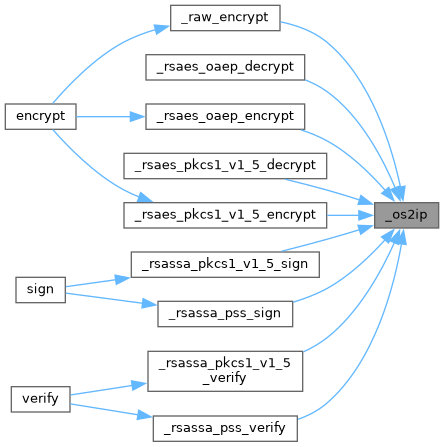 _raw_encrypt
_rsaes_oaep_decrypt
encrypt
_rsaes_oaep_encrypt
_rsaes_pkcs1_v1_5_decrypt
_rsaes_pkcs1_v1_5_encrypt
_os2ip
_rsassa_pkcs1_v1_5_sign
sign
_rsassa_pss_sign
_rsassa_pkcs1_v1_5
_verify
verify
_rsassa_pss_verify